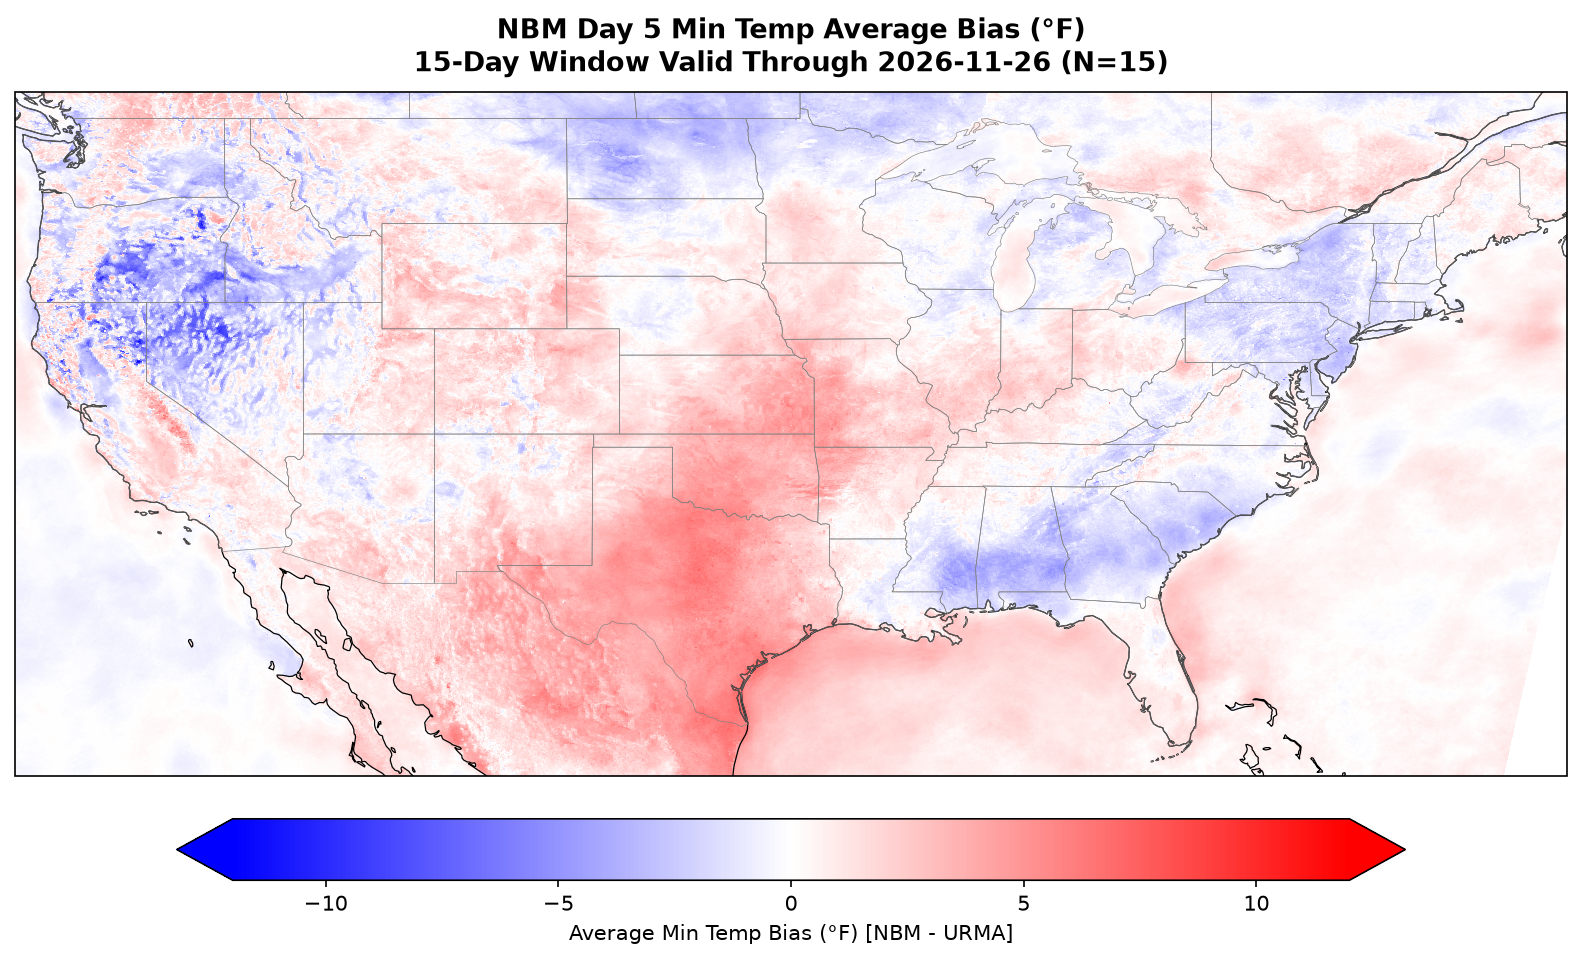 NBM Day 5 Min Temp Average Bias (°F)
15-Day Window Valid Through 2026-11-26 (N=15)
−10 −5 0 5 10
Average Min Temp Bias (°F) [NBM - URMA]